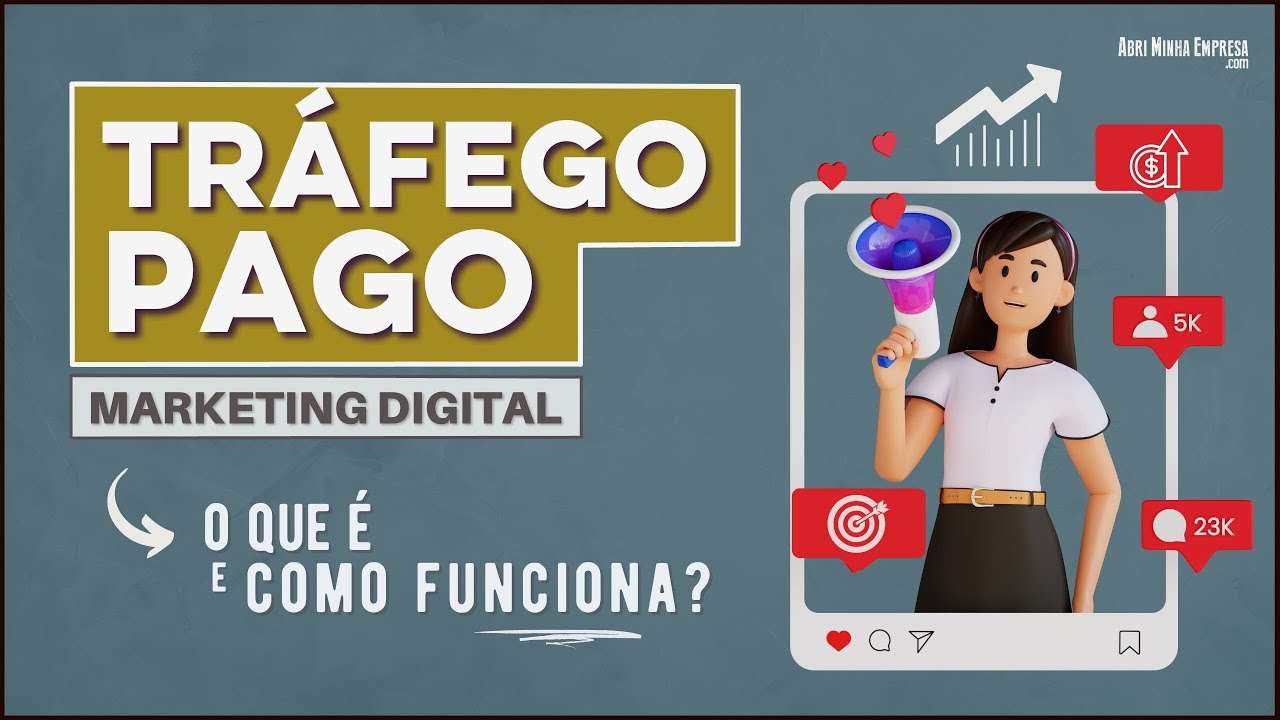 ABRI MINHA EMPRESA
.com
TRÁFEGO
PAGO
MARKETING DIGITAL
O QUE É
E COMO FUNCIONA?
$
5K
23K